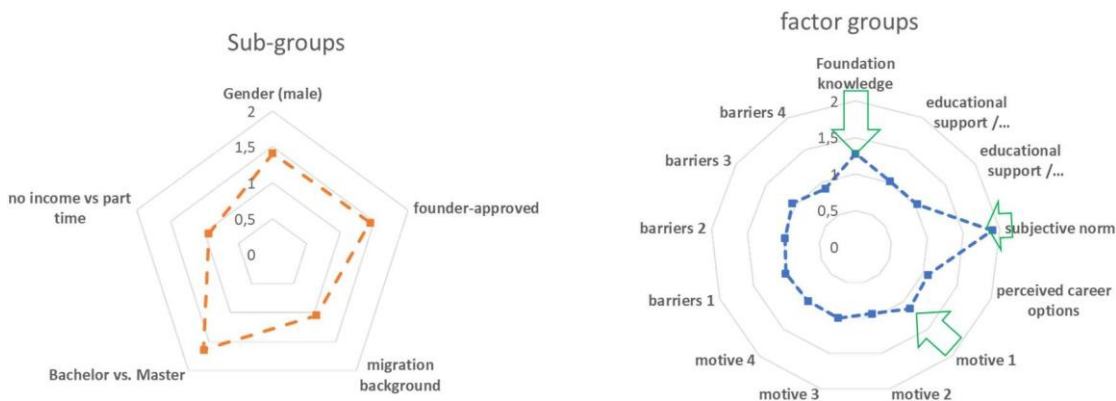 Sub-groups
Gender (male)
2
1,5
1
0,5
0
founder-approved
migration
background
Bachelor vs. Master
no income vs part
time
factor groups
Foundation
knowledge
2
1,5
1
0,5
0
educational
support /...
educational
support /...
subjective norm
perceived career
options
motive 1
motive 2
motive 3
motive 4
barriers 1
barriers 2
barriers 3
barriers 4